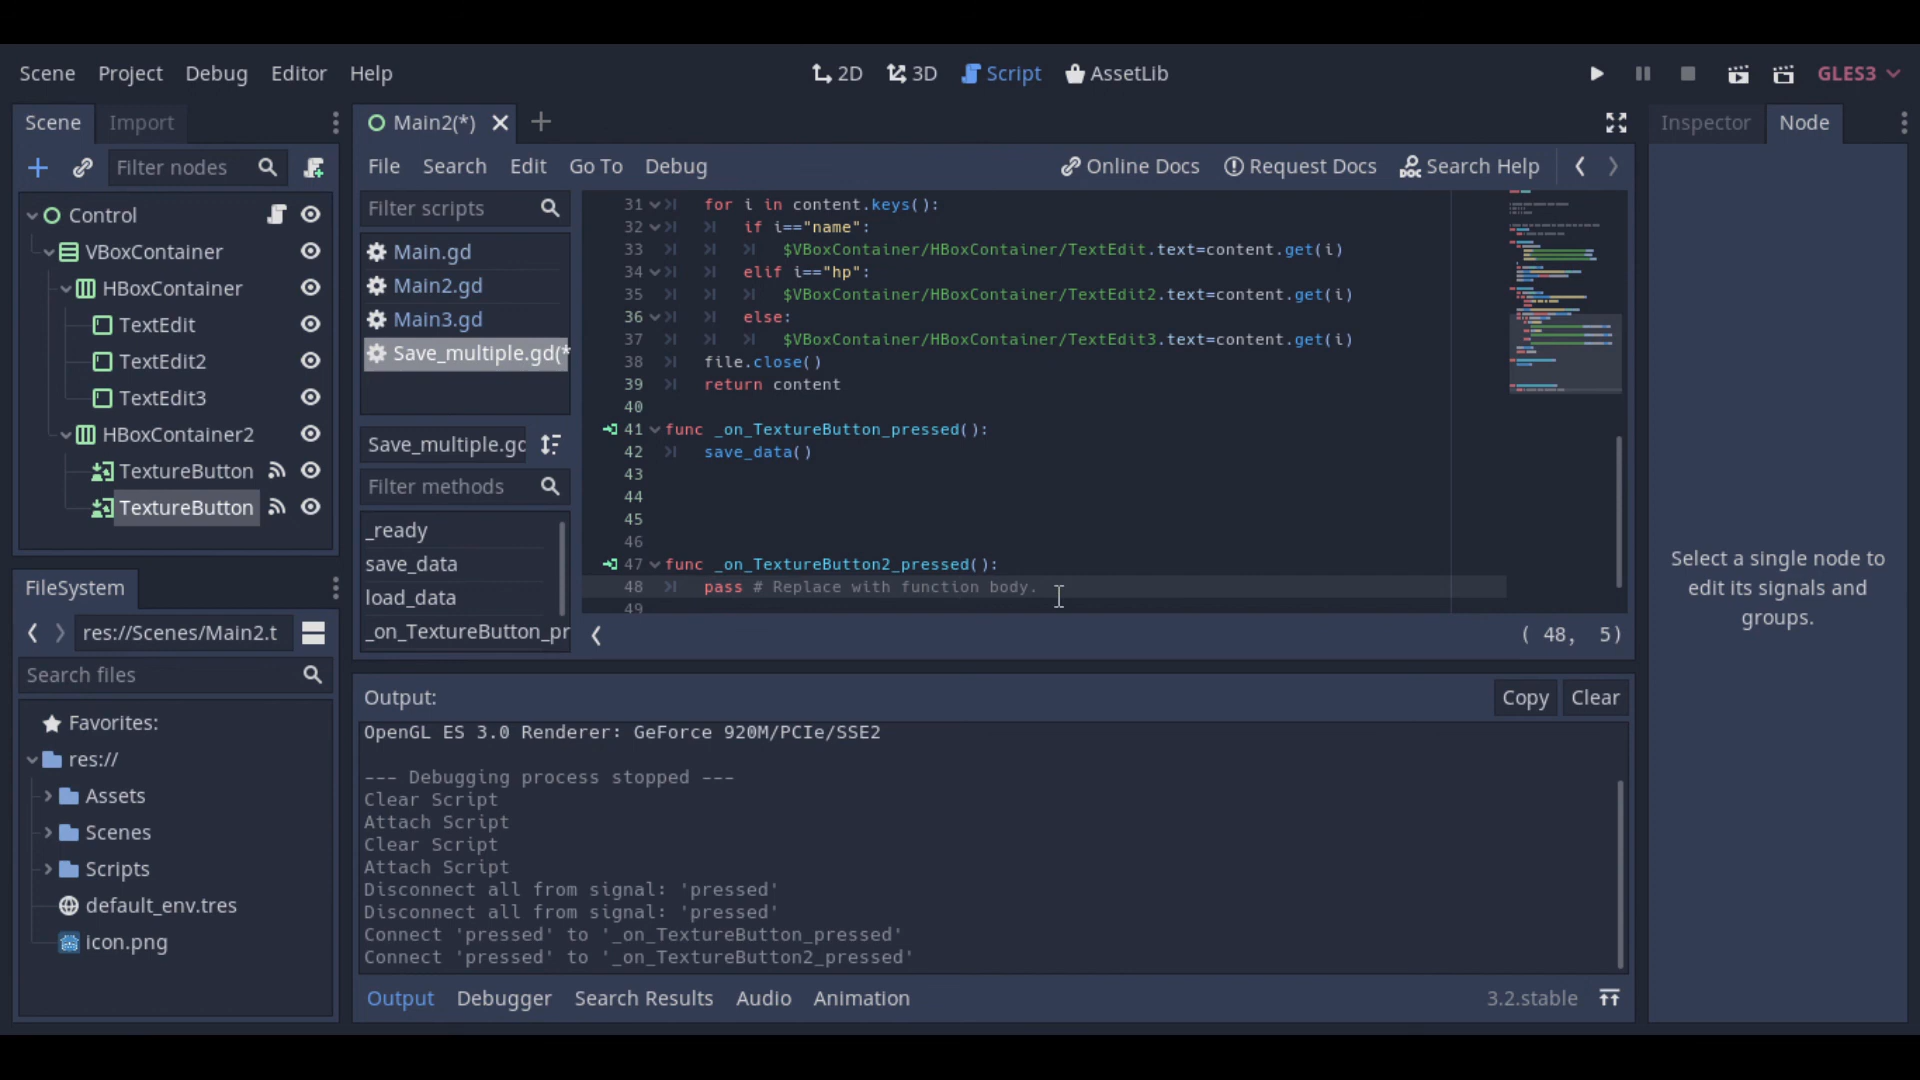 Scene Project Debug Editor Help
2D 3D Script AssetLib
GLES3
Scene Import
Filter nodes
Control
VBoxContainer
HBoxContainer
TextEdit
TextEdit2
TextEdit3
HBoxContainer2
TextureButton
TextureButton
FileSystem
res://Scenes/Main2.t
Search files
Favorites:
res://
Assets
Scenes
Scripts
default_env.tres
icon.png
Main2(*)
File Search Edit Go To Debug
Online Docs Request Docs Search Help
Filter scripts
Main.gd
Main2.gd
Main3.gd
Save_multiple.gd(*
Save_multiple.gd
Filter methods
_ready
save_data
load_data
_on_TextureButton_pr
31 for i in content.keys():
32 if i=="name":
33 $VBoxContainer/HBoxContainer/TextEdit.text=content.get(i)
34 elif i=="hp":
35 $VBoxContainer/HBoxContainer/TextEdit2.text=content.get(i)
36 else:
37 $VBoxContainer/HBoxContainer/TextEdit3.text=content.get(i)
38 file.close()
39 return content
40
41 func _on_TextureButton_pressed():
42 save_data()
43
44
45
46
47 func _on_TextureButton2_pressed():
48 pass # Replace with function body.
49
( 48, 5)
Output:
Copy Clear
OpenGL ES 3.0 Renderer: GeForce 920M/PCIe/SSE2
--- Debugging process stopped ---
Clear Script
Attach Script
Clear Script
Attach Script
Disconnect all from signal: 'pressed'
Disconnect all from signal: 'pressed'
Connect 'pressed' to '_on_TextureButton_pressed'
Connect 'pressed' to '_on_TextureButton2_pressed'
Output Debugger Search Results Audio Animation
3.2.stable
Inspector Node
Select a single node to
edit its signals and
groups.